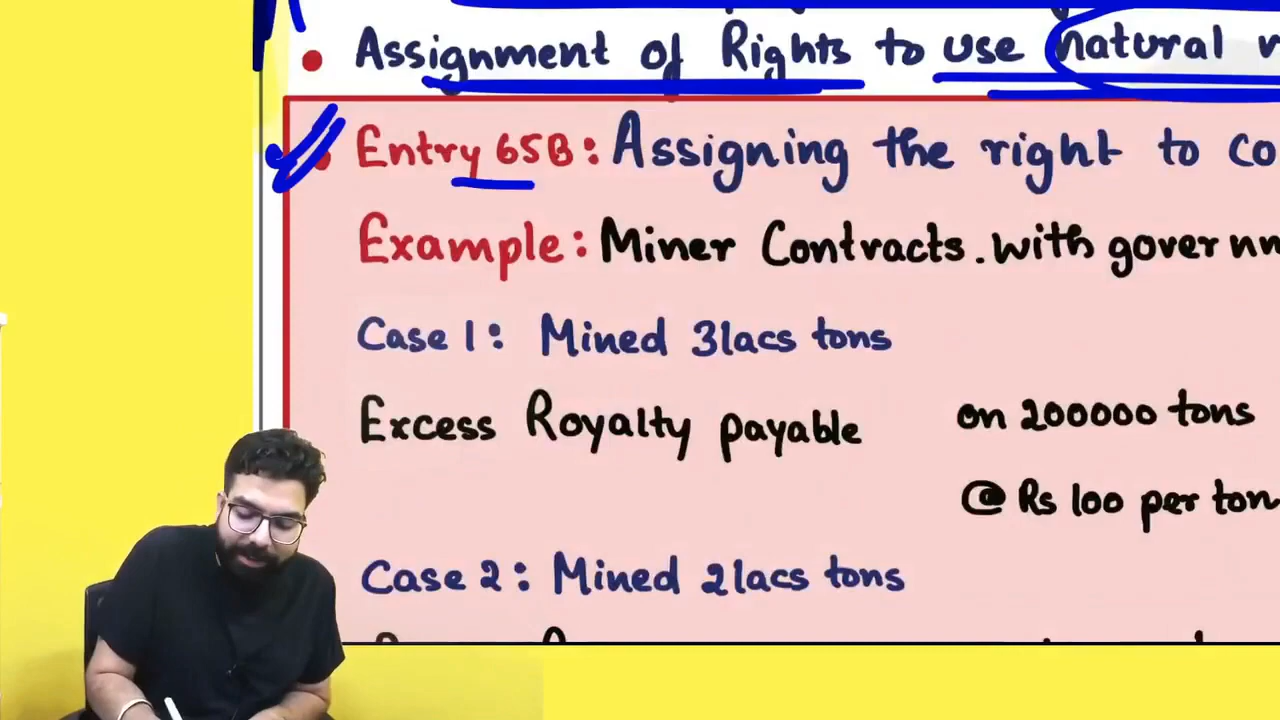 Assignment of Rights to use natural
Entry 65B: Assigning the right to co
Example: Miner Contracts. with governm
Case 1: Mined 3lacs tons
Excess Royalty payable on 200000 tons
@ Rs 100 per ton
Case 2: Mined 2lacs tons